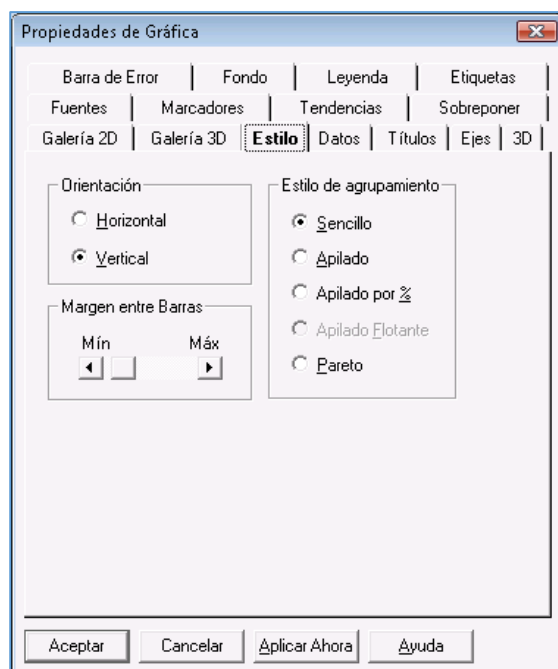 Propiedades de Gráfica
Barra de Error Fondo Leyenda Etiquetas
Fuentes Marcadores Tendencias Sobreponer
Galería 2D Galería 3D Estilo Datos Títulos Ejes 3D
Orientación
Horizontal
Vertical
Margen entre Barras
Mín Máx
Estilo de agrupamiento
Sencillo
Apilado
Apilado por %
Apilado Flotante
Pareto
Aceptar Cancelar Aplicar Ahora Ayuda